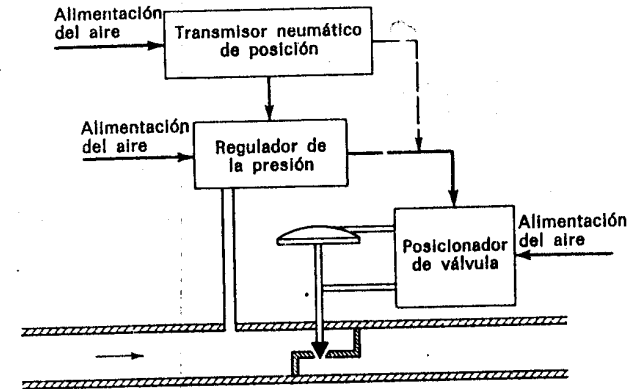 Alimentación
del aire
Transmisor neumático
de posición
Alimentación
del aire
Regulador de
la presión
Posicionador
de válvula
Alimentación
del aire